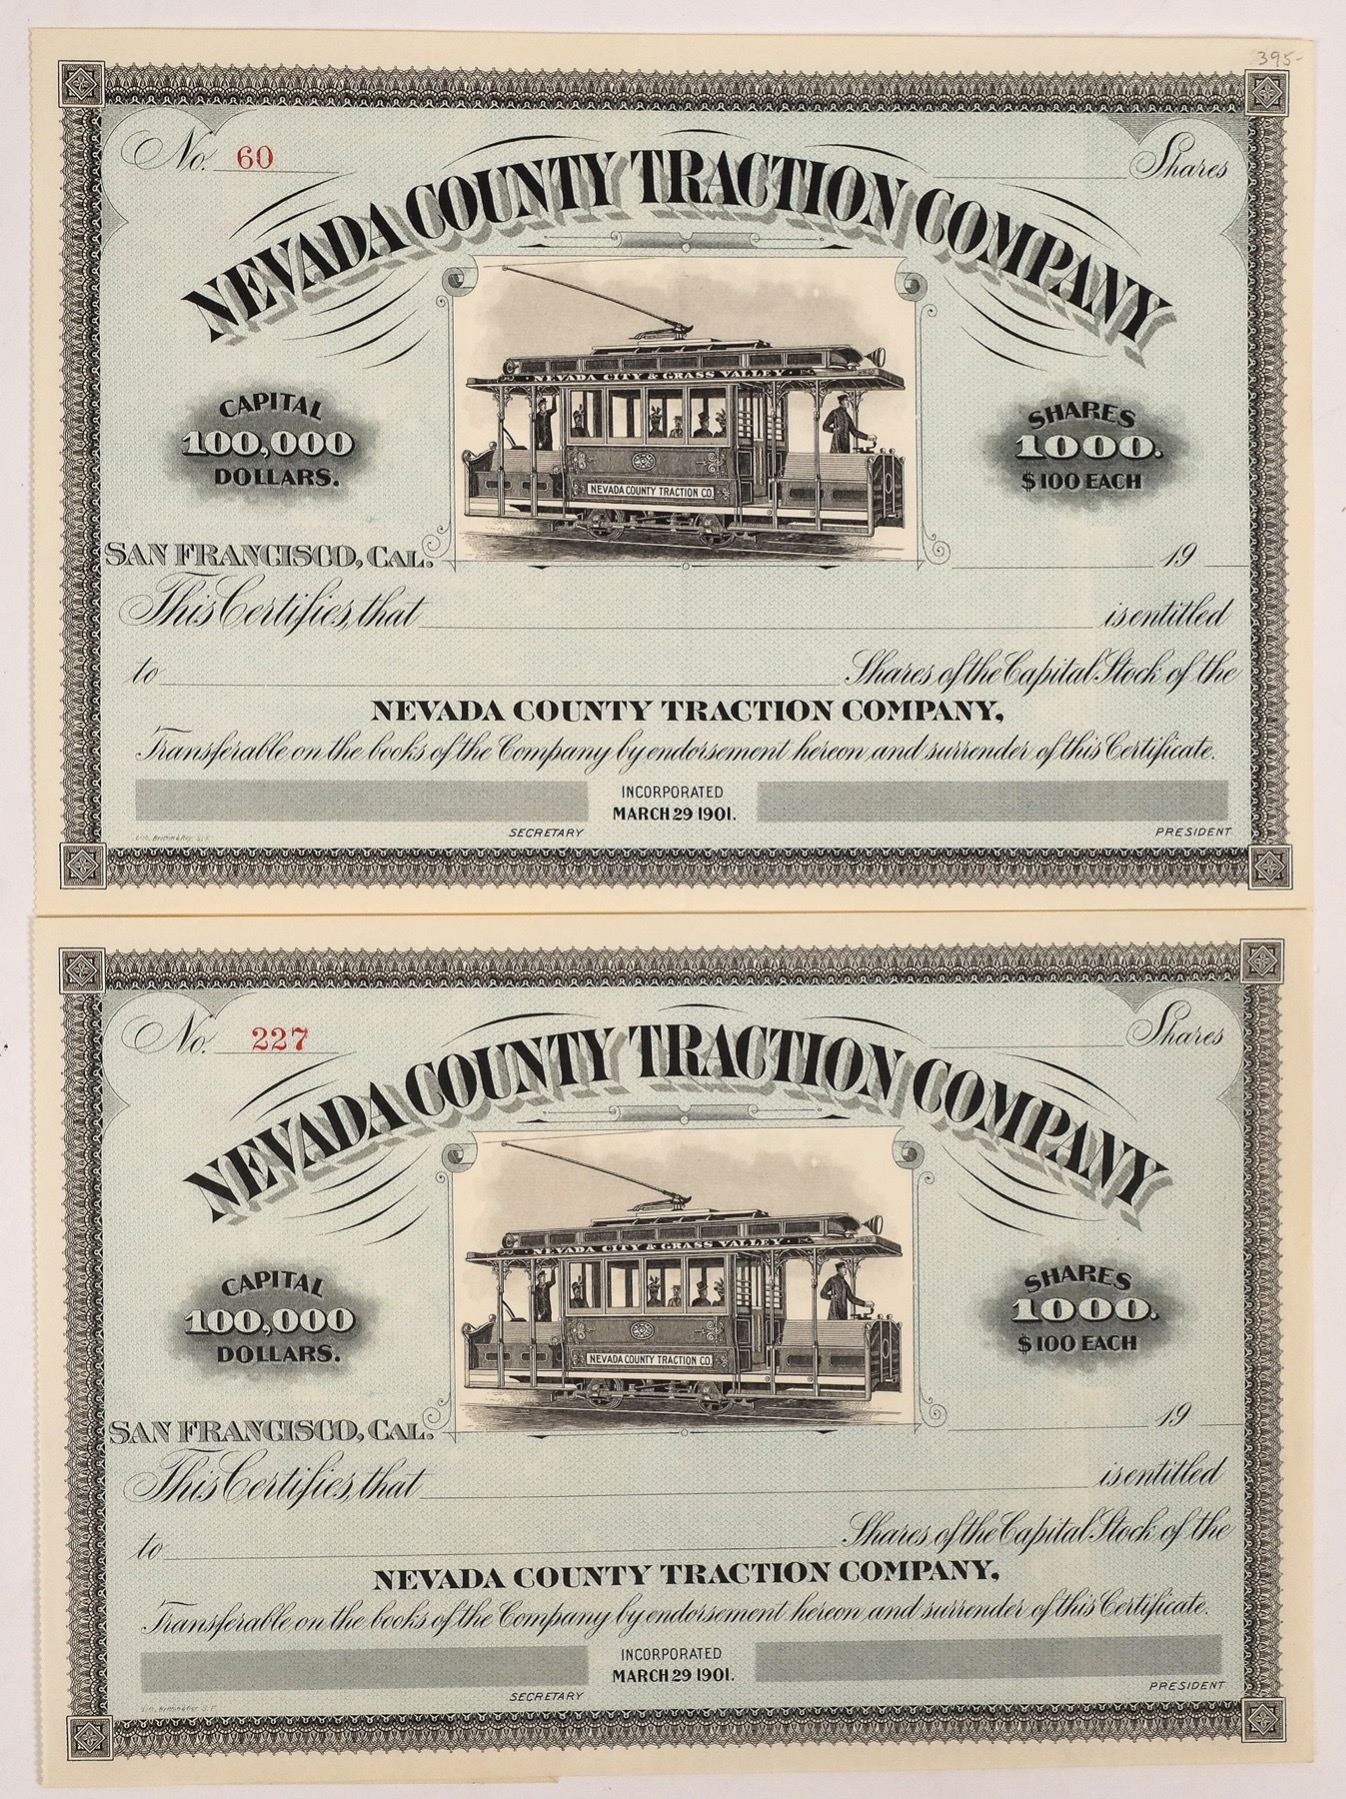 395-
No. 60
Shares
NEVADA COUNTY TRACTION COMPANY
NEVADA CITY & GRASS VALLEY
NEVADA COUNTY TRACTION CO.
CAPITAL
100,000
DOLLARS.
SHARES
1000.
$100 EACH
SAN FRANCISCO, CAL. 19
This Certifies, that is entitled
to Shares of the Capital Stock of the
NEVADA COUNTY TRACTION COMPANY,
Transferable on the books of the Company by endorsement hereon and surrender of this Certificate.
INCORPORATED
MARCH 29 1901.
SECRETARY
PRESIDENT
Lith. Britton & Rey. S.F.
No. 227
Shares
NEVADA COUNTY TRACTION COMPANY
NEVADA CITY & GRASS VALLEY
NEVADA COUNTY TRACTION CO.
CAPITAL
100,000
DOLLARS.
SHARES
1000.
$100 EACH
SAN FRANCISCO, CAL. 19
This Certifies, that is entitled
to Shares of the Capital Stock of the
NEVADA COUNTY TRACTION COMPANY,
Transferable on the books of the Company by endorsement hereon and surrender of this Certificate.
INCORPORATED
MARCH 29 1901.
SECRETARY
PRESIDENT
Lith. Britton & Rey. S.F.